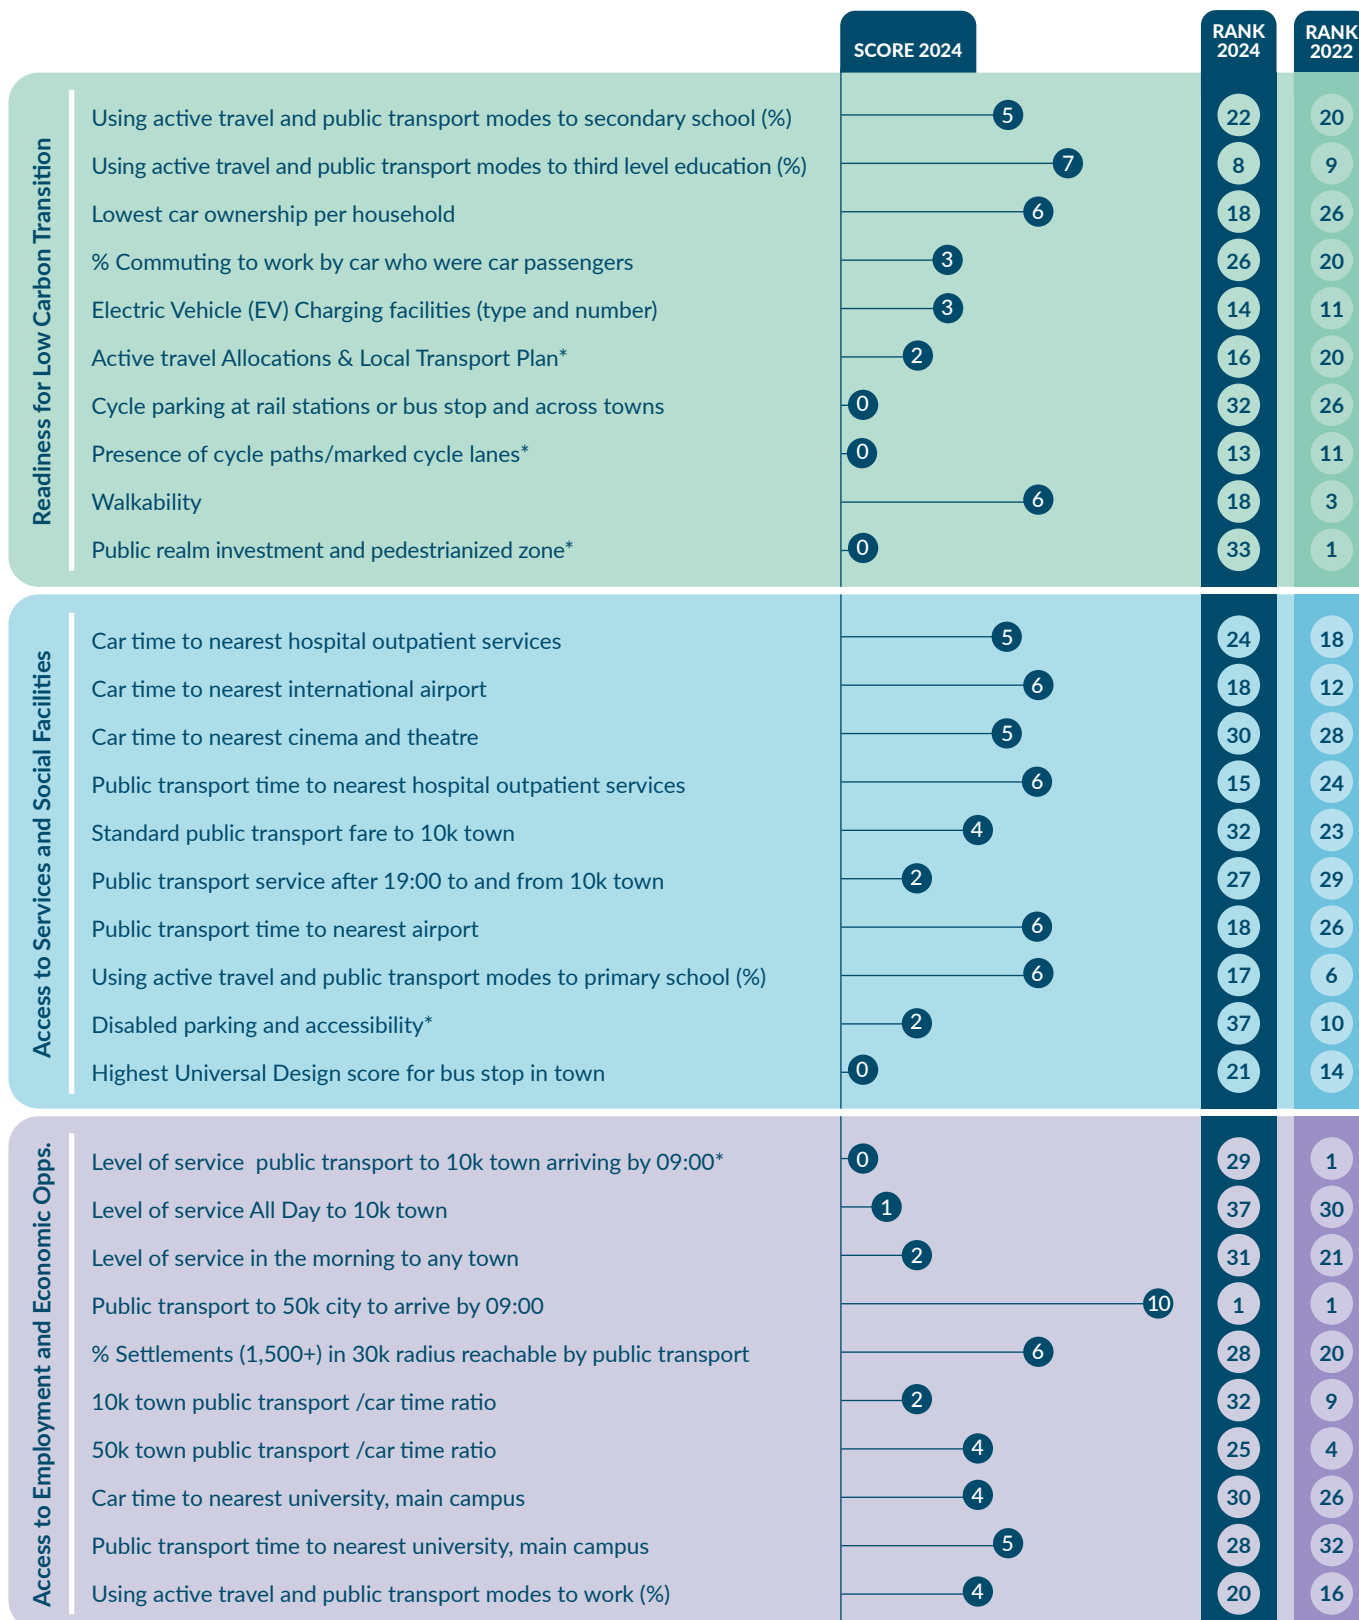 SCORE 2024
RANK
2024
RANK
2022
Readiness for Low Carbon Transition
Using active travel and public transport modes to secondary school (%) 5 22 20
Using active travel and public transport modes to third level education (%) 7 8 9
Lowest car ownership per household 6 18 26
% Commuting to work by car who were car passengers 3 26 20
Electric Vehicle (EV) Charging facilities (type and number) 3 14 11
Active travel Allocations & Local Transport Plan* 2 16 20
Cycle parking at rail stations or bus stop and across towns 0 32 26
Presence of cycle paths/marked cycle lanes* 0 13 11
Walkability 6 18 3
Public realm investment and pedestrianized zone* 0 33 1
Access to Services and Social Facilities
Car time to nearest hospital outpatient services 5 24 18
Car time to nearest international airport 6 18 12
Car time to nearest cinema and theatre 5 30 28
Public transport time to nearest hospital outpatient services 6 15 24
Standard public transport fare to 10k town 4 32 23
Public transport service after 19:00 to and from 10k town 2 27 29
Public transport time to nearest airport 6 18 26
Using active travel and public transport modes to primary school (%) 6 17 6
Disabled parking and accessibility* 2 37 10
Highest Universal Design score for bus stop in town 0 21 14
Access to Employment and Economic Opps.
Level of service public transport to 10k town arriving by 09:00* 0 29 1
Level of service All Day to 10k town 1 37 30
Level of service in the morning to any town 2 31 21
Public transport to 50k city to arrive by 09:00 10 1 1
% Settlements (1,500+) in 30k radius reachable by public transport 6 28 20
10k town public transport /car time ratio 2 32 9
50k town public transport /car time ratio 4 25 4
Car time to nearest university, main campus 4 30 26
Public transport time to nearest university, main campus 5 28 32
Using active travel and public transport modes to work (%) 4 20 16